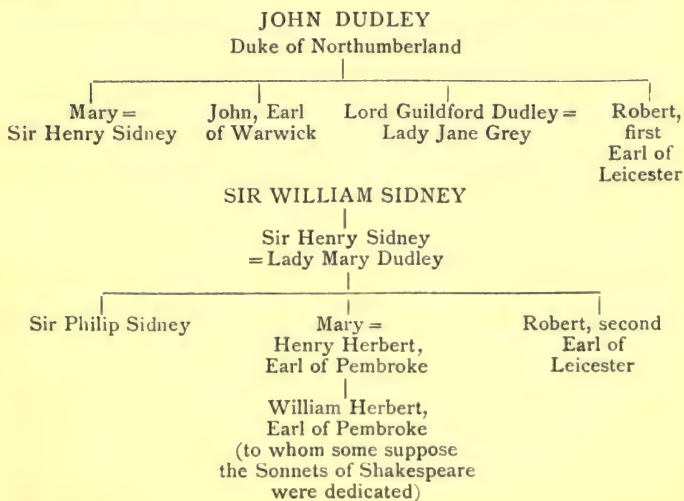 JOHN DUDLEY
Duke of Northumberland
Mary=
Sir Henry Sidney
John, Earl
of Warwick
Lord Guildford Dudley=
Lady Jane Grey
Robert,
first
Earl of
Leicester
SIR WILLIAM SIDNEY
Sir Henry Sidney
=Lady Mary Dudley
Sir Philip Sidney
Mary=
Henry Herbert,
Earl of Pembroke
William Herbert,
Earl of Pembroke
(to whom some suppose
the Sonnets of Shakespeare
were dedicated)
Robert, second
Earl of
Leicester